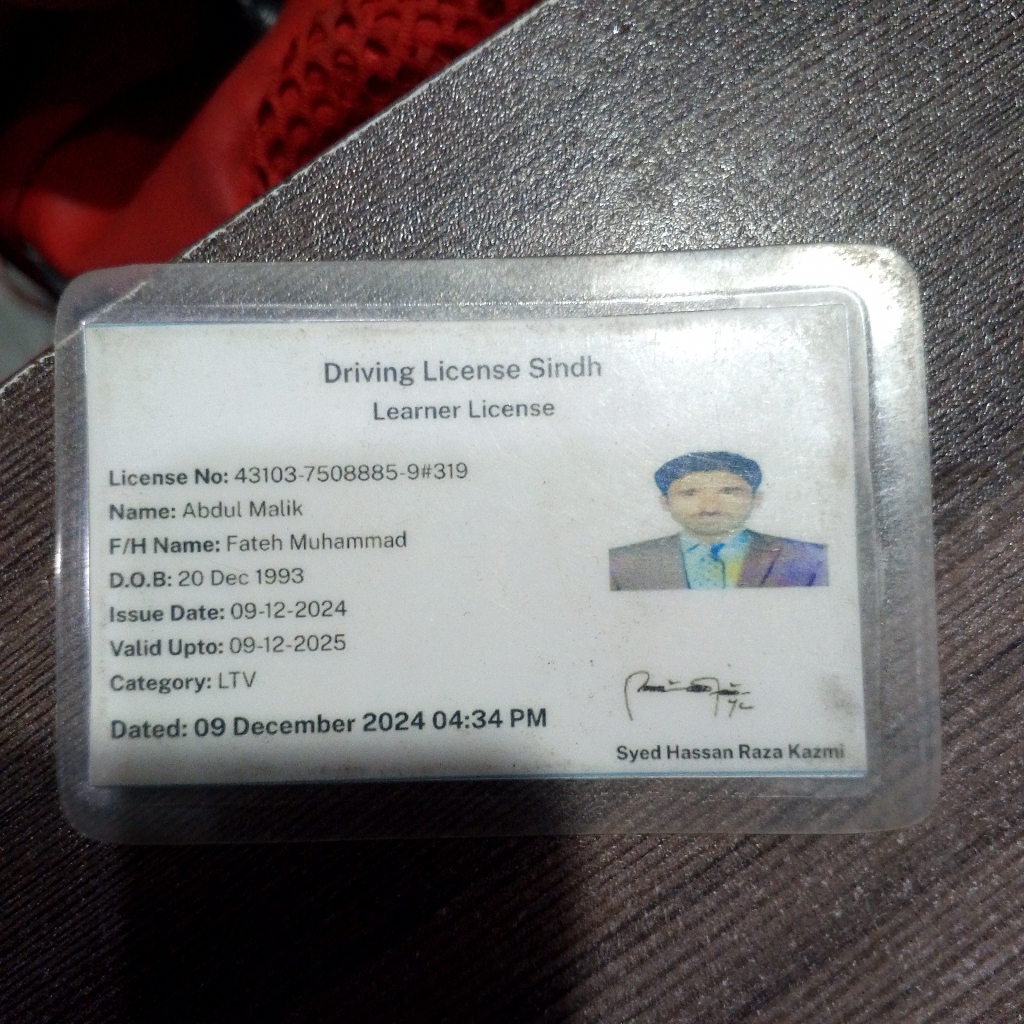 Driving License Sindh
Learner License
License No: 43103-7508885-9#319
Name: Abdul Malik
F/H Name: Fateh Muhammad
D.O.B: 20 Dec 1993
Issue Date: 09-12-2024
Valid Upto: 09-12-2025
Category: LTV
Dated: 09 December 2024 04:34 PM
Syed Hassan Raza Kazmi